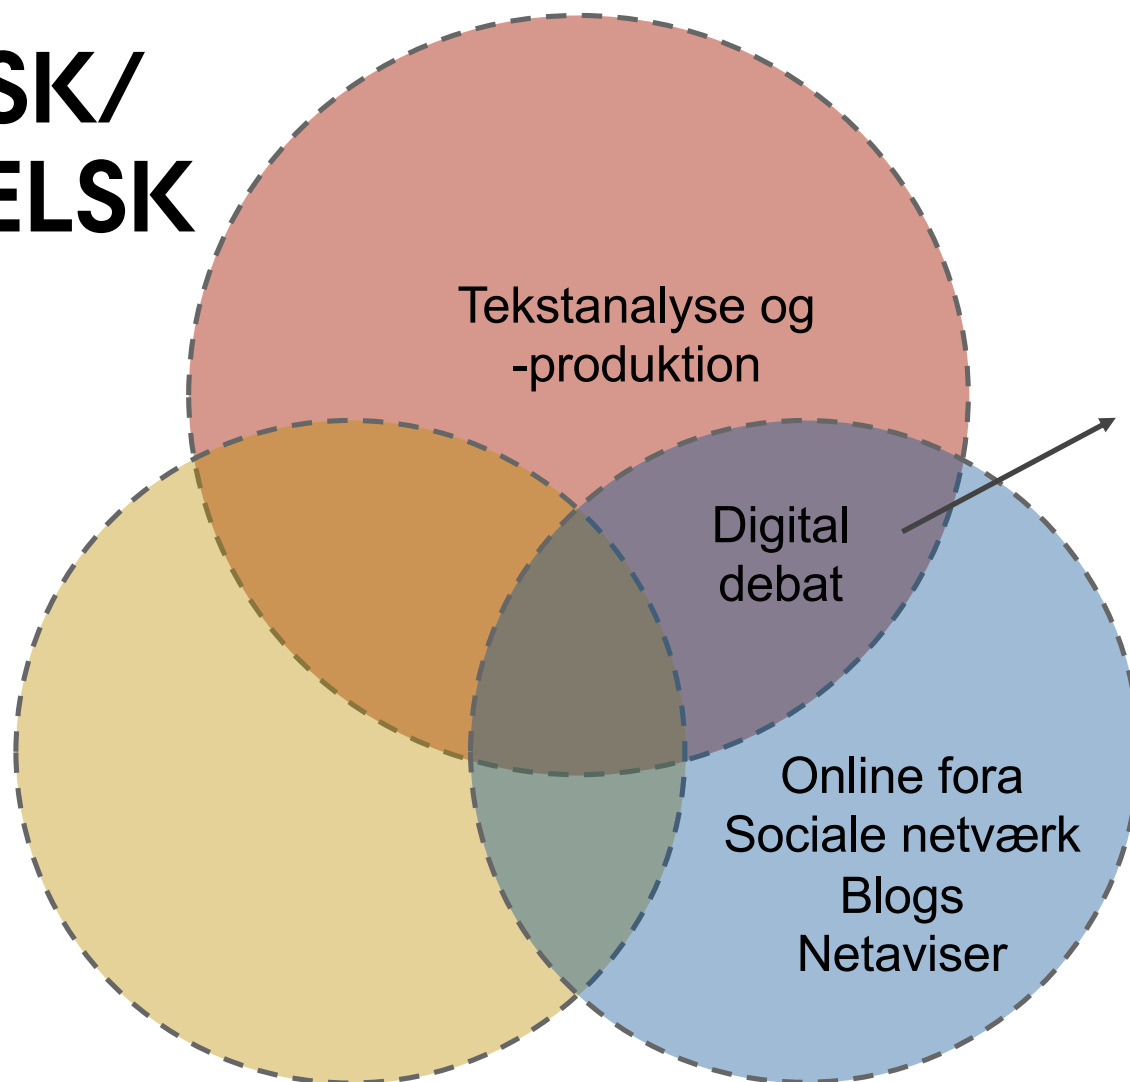 SK/
ELSK
Tekstanalyse og
-produktion
Digital
debat
Online fora
Sociale netværk
Blogs
Netaviser